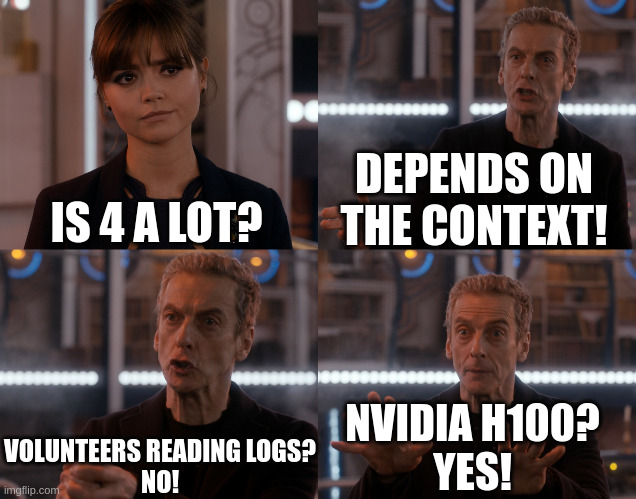 IS 4 A LOT?
DEPENDS ON
THE CONTEXT!
VOLUNTEERS READING LOGS?
NO!
NVIDIA H100?
YES!
imgflip.com